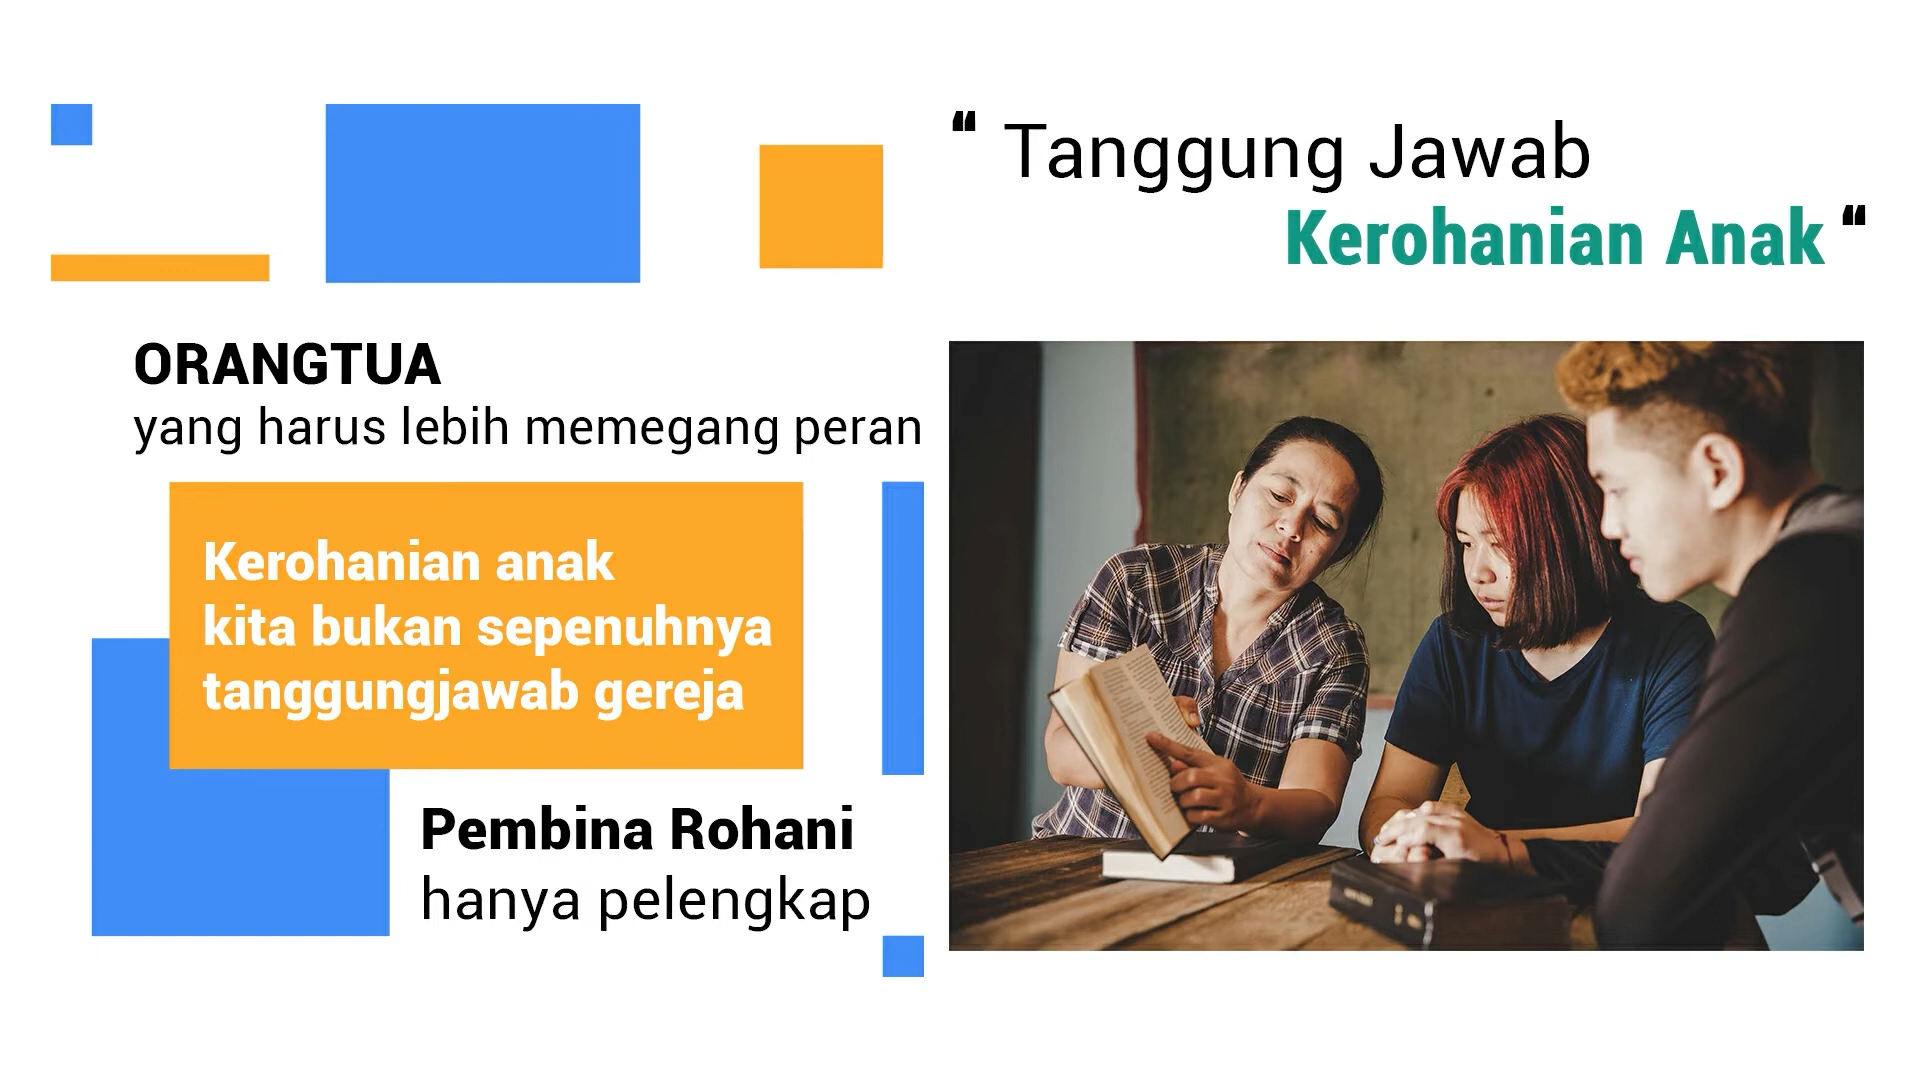 ❝ Tanggung Jawab
Kerohanian Anak ❝
ORANGTUA
yang harus lebih memegang peran
Kerohanian anak
kita bukan sepenuhnya
tanggungjawab gereja
Pembina Rohani
hanya pelengkap